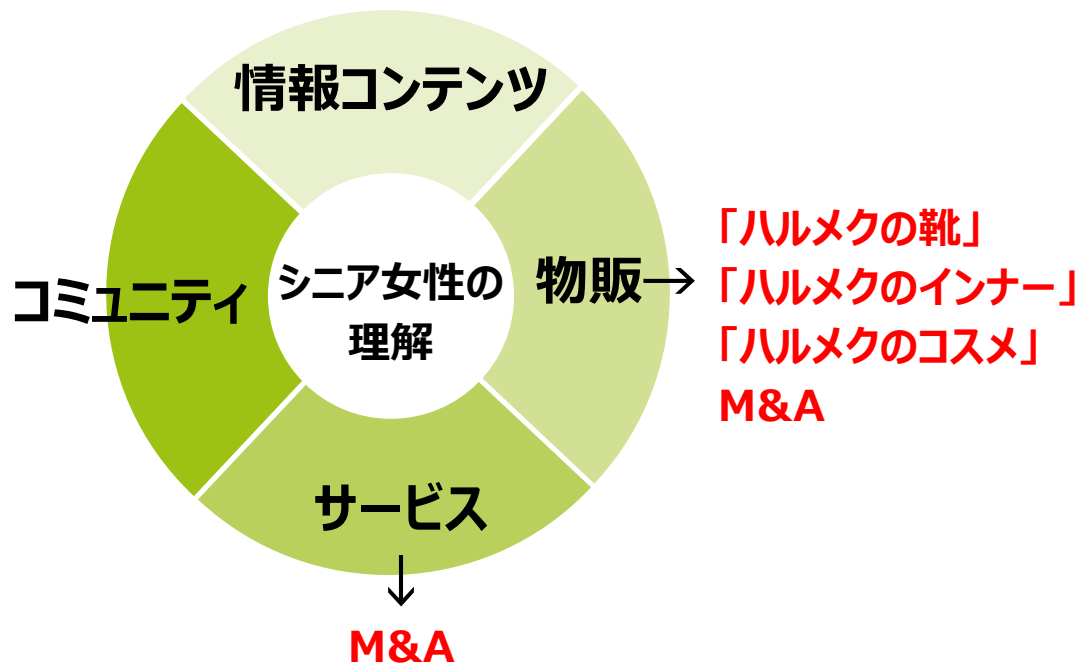 情報コンテンツ
コミュニティ
シニア女性の
理解
物販→
「ハルメクの靴」
「ハルメクのインナー」
「ハルメクのコスメ」
M&A
サービス
↓
M&A